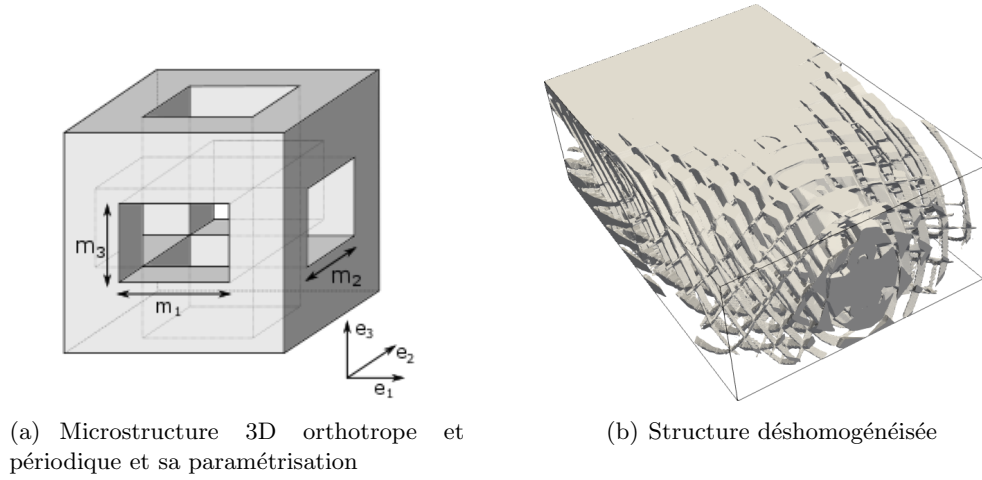 m3
m2
m1
e3
e2
e1
(a) Microstructure 3D orthotrope et
périodique et sa paramétrisation
(b) Structure déshomogénéisée